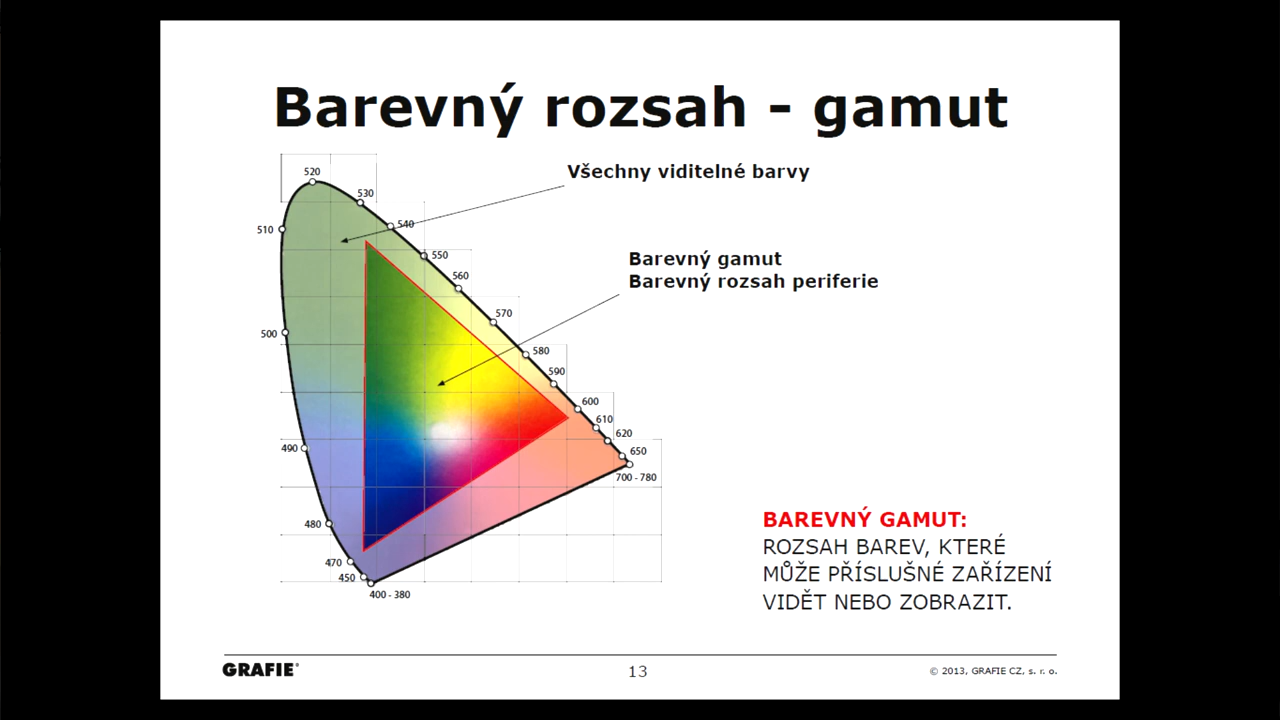 Barevný rozsah - gamut
Všechny viditelné barvy
Barevný gamut
Barevný rozsah periferie
520
530
540
510
550
560
570
500
580
590
600
610
620
490
650
700 - 780
480
470
450
400 - 380
BAREVNÝ GAMUT:
ROZSAH BAREV, KTERÉ
MŮŽE PŘÍSLUŠNÉ ZAŘÍZENÍ
VIDĚT NEBO ZOBRAZIT.
GRAFIE®
13
© 2013, GRAFIE CZ, s. r. o.